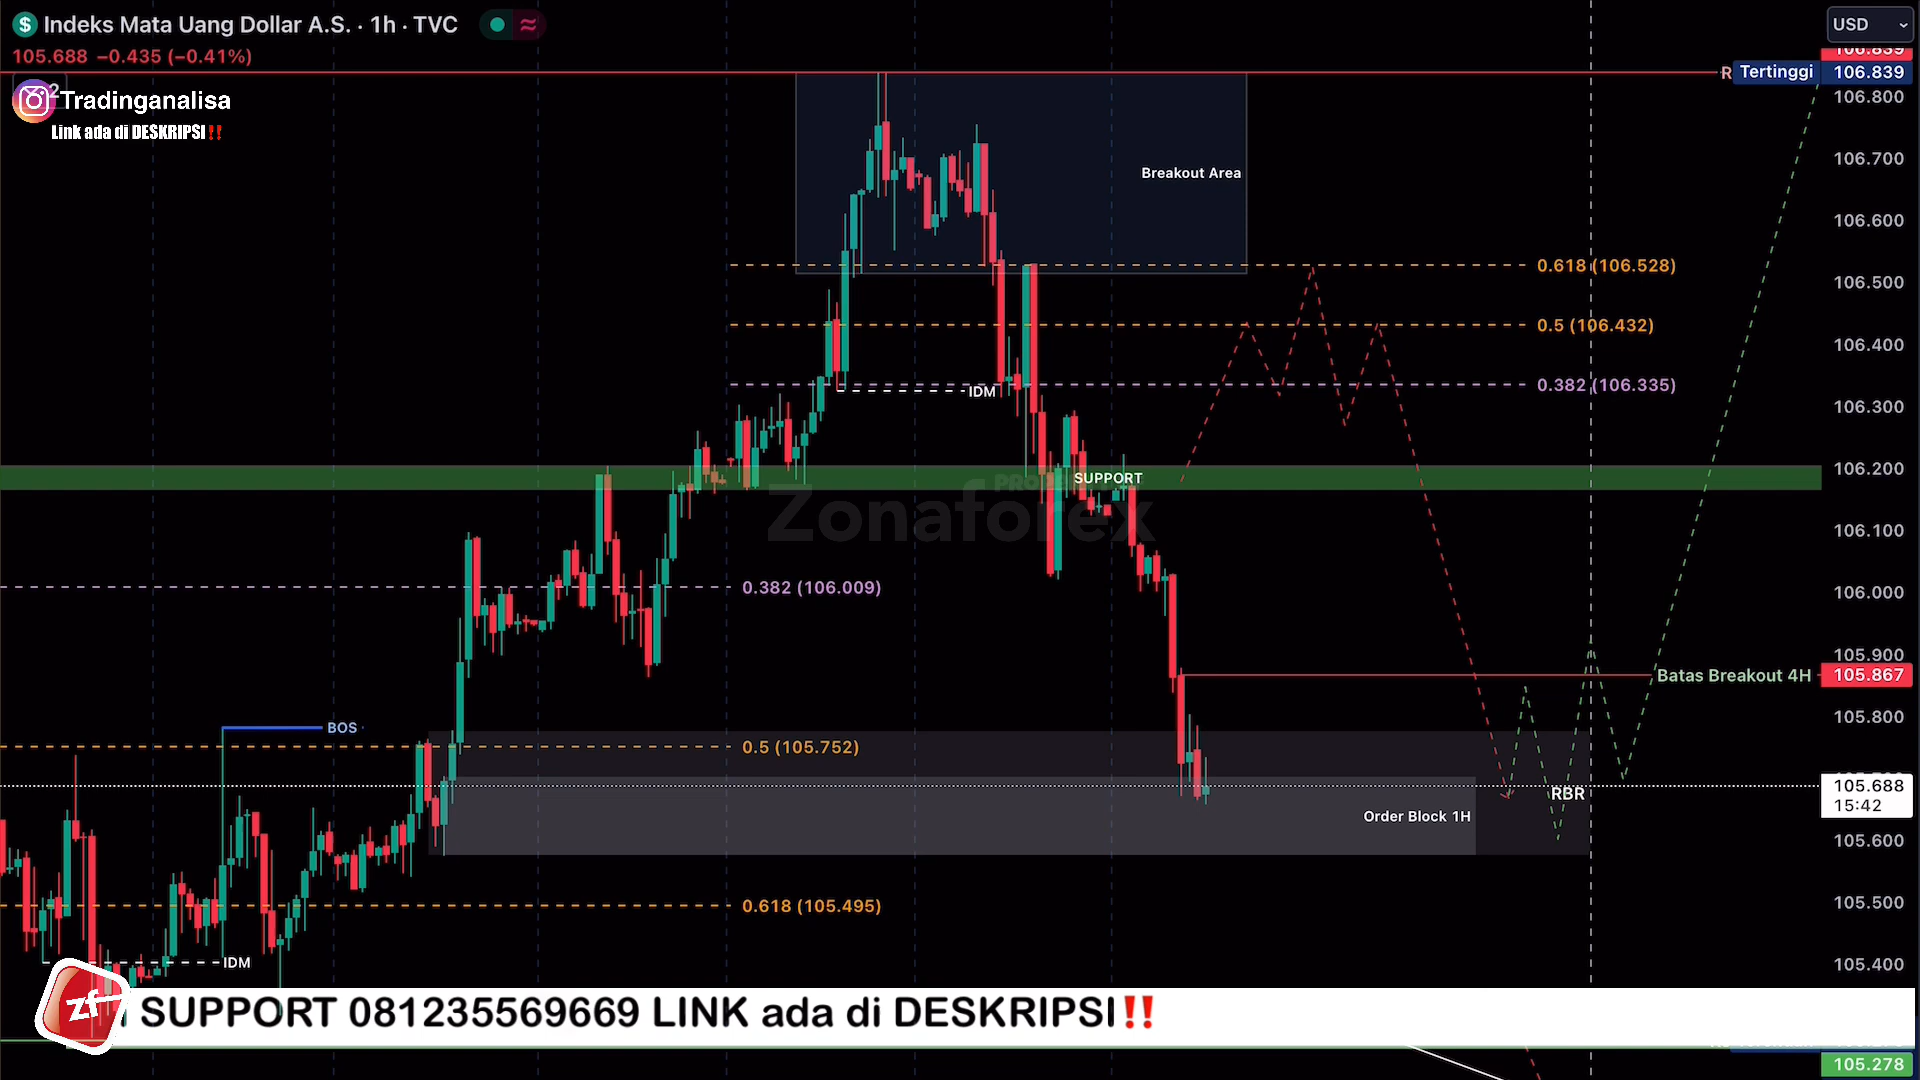 $ Indeks Mata Uang Dollar A.S. · 1h · TVC
105.688 −0.435 (−0.41%)
USD
106.839
R Tertinggi 106.839
106.800
Tradinganalisa
Link ada di DESKRIPSI‼️
106.700
Breakout Area
106.600
0.618 (106.528)
106.500
0.5 (106.432)
106.400
0.382 (106.335)
IDM
106.300
106.200
SUPPORT
Zonaforex
106.100
0.382 (106.009)
106.000
105.900
Batas Breakout 4H 105.867
BOS
105.800
0.5 (105.752)
105.688
15:42
RBR
Order Block 1H
105.600
0.618 (105.495)
105.500
IDM
105.400
zf
SUPPORT 081235569669 LINK ada di DESKRIPSI‼️
105.278